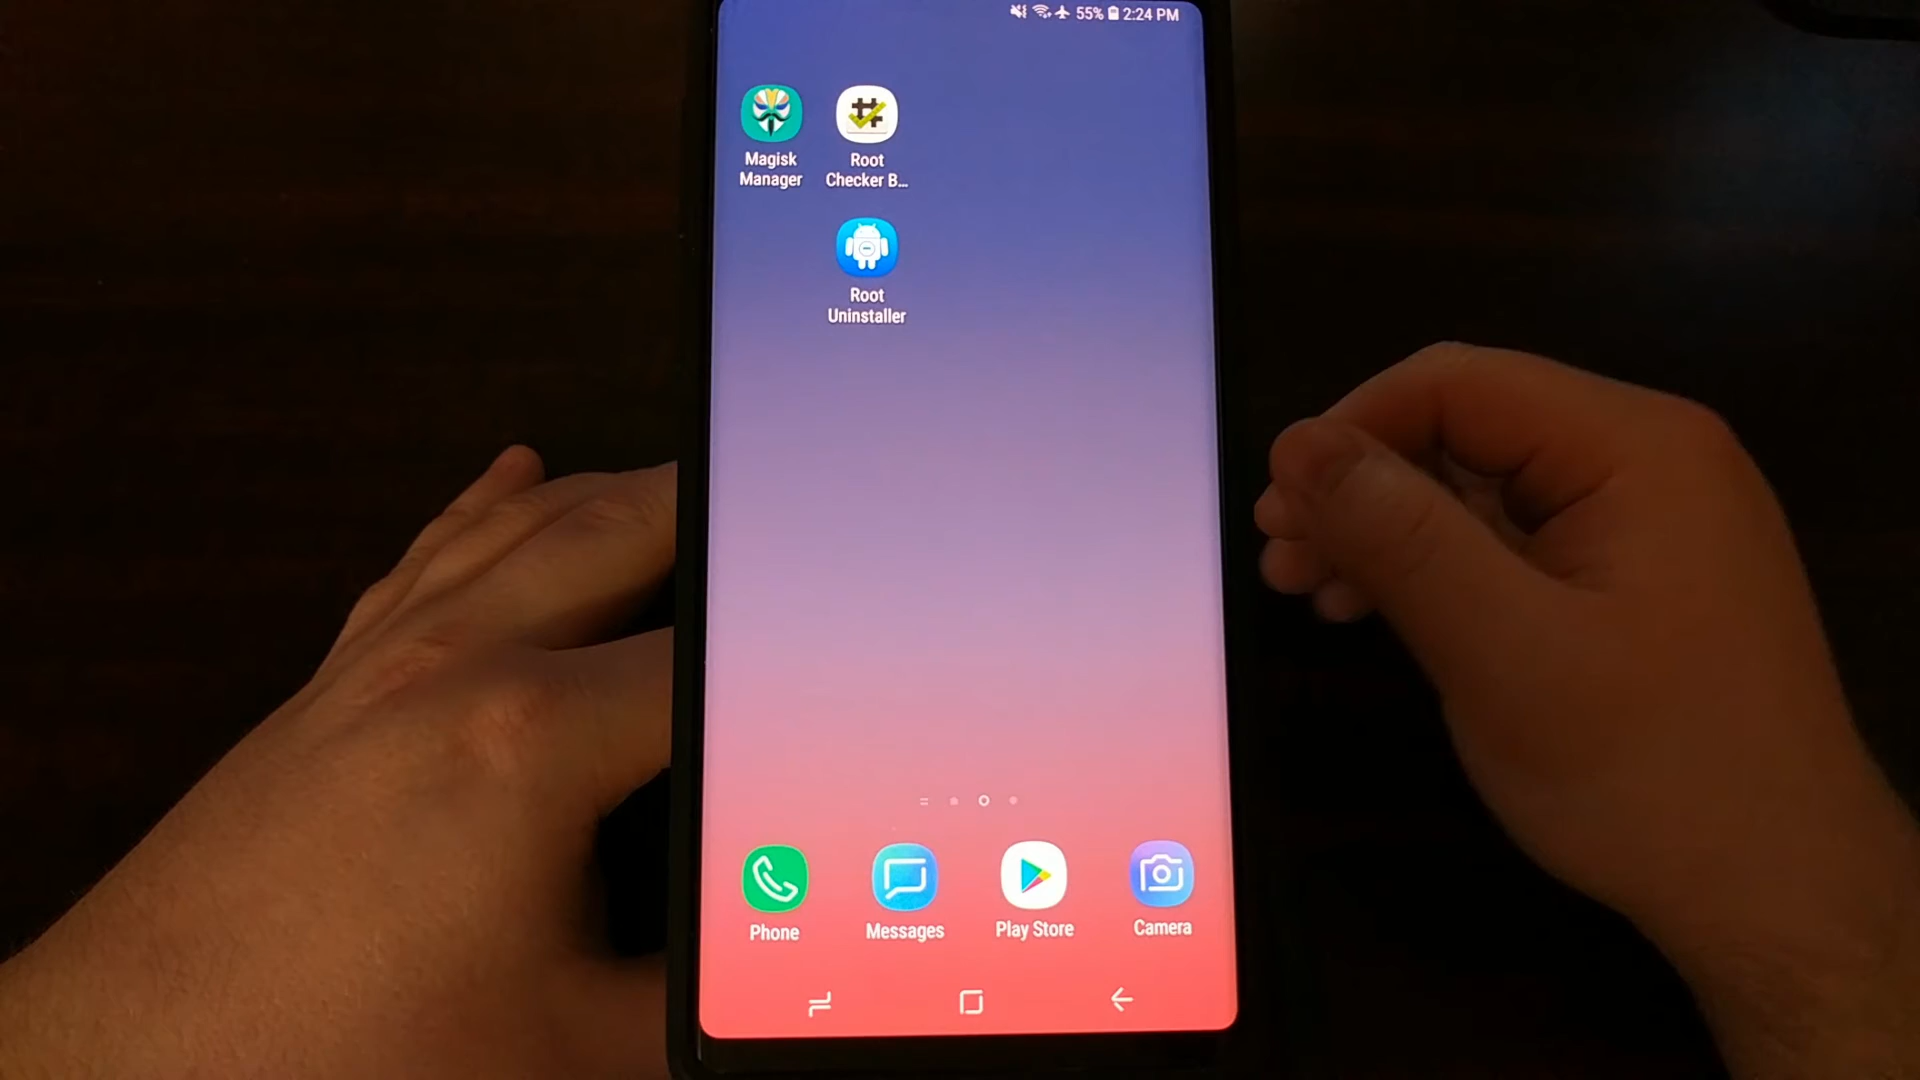 55% 2:24 PM
Magisk
Manager
Root
Checker B...
Root
Uninstaller
Phone
Messages
Play Store
Camera